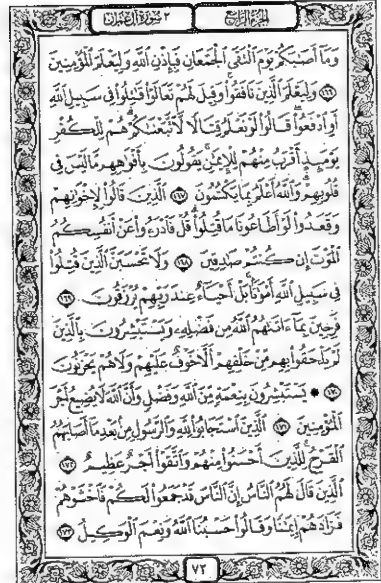 الجزء الرابع ٣ سورة آل عمران
وَمَآ أَصَـٰبَكُمْ يَوْمَ ٱلْتَقَى ٱلْجَمْعَانِ فَبِإِذْنِ ٱللَّهِ وَلِيَعْلَمَ ٱلْمُؤْمِنِينَ
١٦٦ وَلِيَعْلَمَ ٱلَّذِينَ نَافَقُوا۟ وَقِيلَ لَهُمْ تَعَالَوْا۟ قَـٰتِلُوا۟ فِى سَبِيلِ ٱللَّهِ
أَوِ ٱدْفَعُوا۟ قَالُوا۟ لَوْ نَعْلَمُ قِتَالًا لَّٱتَّبَعْنَـٰكُمْ هُمْ لِلْكُفْرِ
يَوْمَئِذٍ أَقْرَبُ مِنْهُمْ لِلْإِيمَـٰنِ يَقُولُونَ بِأَفْوَٰهِهِم مَّا لَيْسَ فِى
قُلُوبِهِمْ وَٱللَّهُ أَعْلَمُ بِمَا يَكْتُمُونَ ١٦٧ ٱلَّذِينَ قَالُوا۟ لِإِخْوَٰنِهِمْ
وَقَعَدُوا۟ لَوْ أَطَاعُونَا مَا قُتِلُوا۟ قُلْ فَٱدْرَءُوا۟ عَنْ أَنفُسِكُمُ
ٱلْمَوْتَ إِن كُنتُمْ صَـٰدِقِينَ ١٦٨ وَلَا تَحْسَبَنَّ ٱلَّذِينَ قُتِلُوا۟
فِى سَبِيلِ ٱللَّهِ أَمْوَٰتًۢا بَلْ أَحْيَآءٌ عِندَ رَبِّهِمْ يُرْزَقُونَ ١٦٩
فَرِحِينَ بِمَآ ءَاتَىٰهُمُ ٱللَّهُ مِن فَضْلِهِۦ وَيَسْتَبْشِرُونَ بِٱلَّذِينَ
لَمْ يَلْحَقُوا۟ بِهِم مِّنْ خَلْفِهِمْ أَلَّا خَوْفٌ عَلَيْهِمْ وَلَا هُمْ يَحْزَنُونَ
١٧٠ ۞ يَسْتَبْشِرُونَ بِنِعْمَةٍ مِّنَ ٱللَّهِ وَفَضْلٍ وَأَنَّ ٱللَّهَ لَا يُضِيعُ أَجْرَ
ٱلْمُؤْمِنِينَ ١٧١ ٱلَّذِينَ ٱسْتَجَابُوا۟ لِلَّهِ وَٱلرَّسُولِ مِنۢ بَعْدِ مَآ أَصَابَهُمُ
ٱلْقَرْحُ لِلَّذِينَ أَحْسَنُوا۟ مِنْهُمْ وَٱتَّقَوْا۟ أَجْرٌ عَظِيمٌ ١٧٢
ٱلَّذِينَ قَالَ لَهُمُ ٱلنَّاسُ إِنَّ ٱلنَّاسَ قَدْ جَمَعُوا۟ لَكُمْ فَٱخْشَوْهُمْ
فَزَادَهُمْ إِيمَـٰنًا وَقَالُوا۟ حَسْبُنَا ٱللَّهُ وَنِعْمَ ٱلْوَكِيلُ ١٧٣
٧٢